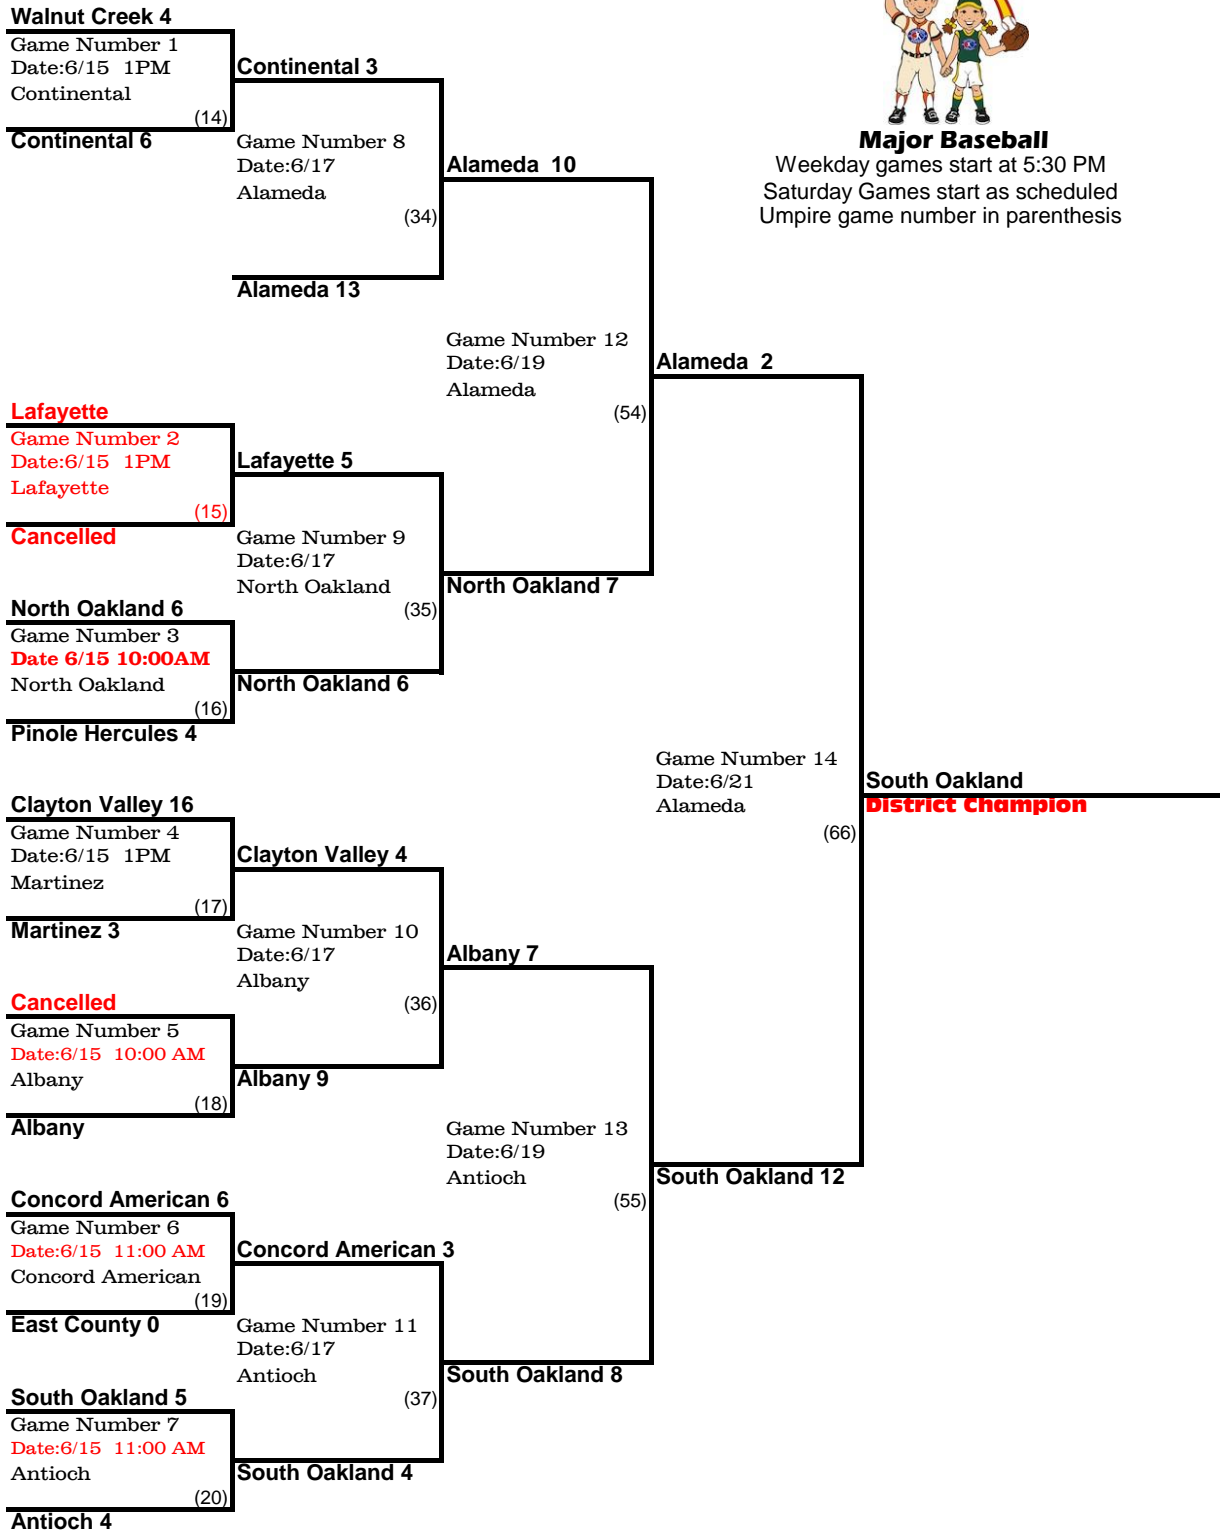 Walnut Creek 4
Game Number 1
Date:6/15 1PM
Continental
(14)
Continental 6
Continental 3
Game Number 8
Date:6/17
Alameda
(34)
Alameda 13
Alameda 10
Major Baseball
Weekday games start at 5:30 PM
Saturday Games start as scheduled
Umpire game number in parenthesis
Game Number 12
Date:6/19
Alameda
(54)
Alameda 2
Lafayette
Game Number 2
Date:6/15 1PM
Lafayette
(15)
Cancelled
Lafayette 5
Game Number 9
Date:6/17
North Oakland
(35)
North Oakland 7
North Oakland 6
Game Number 3
Date 6/15 10:00AM
North Oakland
(16)
Pinole Hercules 4
North Oakland 6
Game Number 14
Date:6/21
Alameda
(66)
South Oakland
District Champion
Clayton Valley 16
Game Number 4
Date:6/15 1PM
Martinez
(17)
Martinez 3
Clayton Valley 4
Game Number 10
Date:6/17
Albany
(36)
Albany 7
Cancelled
Game Number 5
Date:6/15 10:00 AM
Albany
(18)
Albany
Albany 9
Game Number 13
Date:6/19
Antioch
(55)
South Oakland 12
Concord American 6
Game Number 6
Date:6/15 11:00 AM
Concord American
(19)
East County 0
Concord American 3
Game Number 11
Date:6/17
Antioch
(37)
South Oakland 8
South Oakland 5
Game Number 7
Date:6/15 11:00 AM
Antioch
(20)
Antioch 4
South Oakland 4